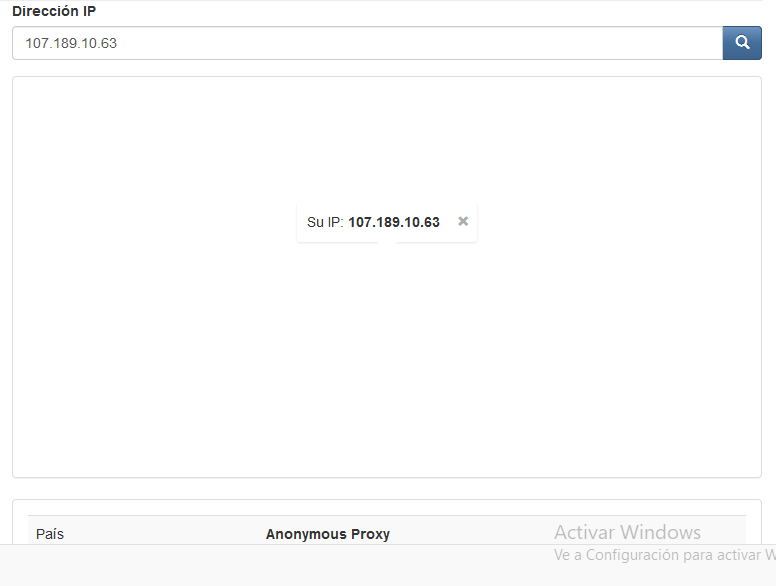 Dirección IP
107.189.10.63
Su IP: 107.189.10.63
País Anonymous Proxy
Activar Windows
Ve a Configuración para activar W